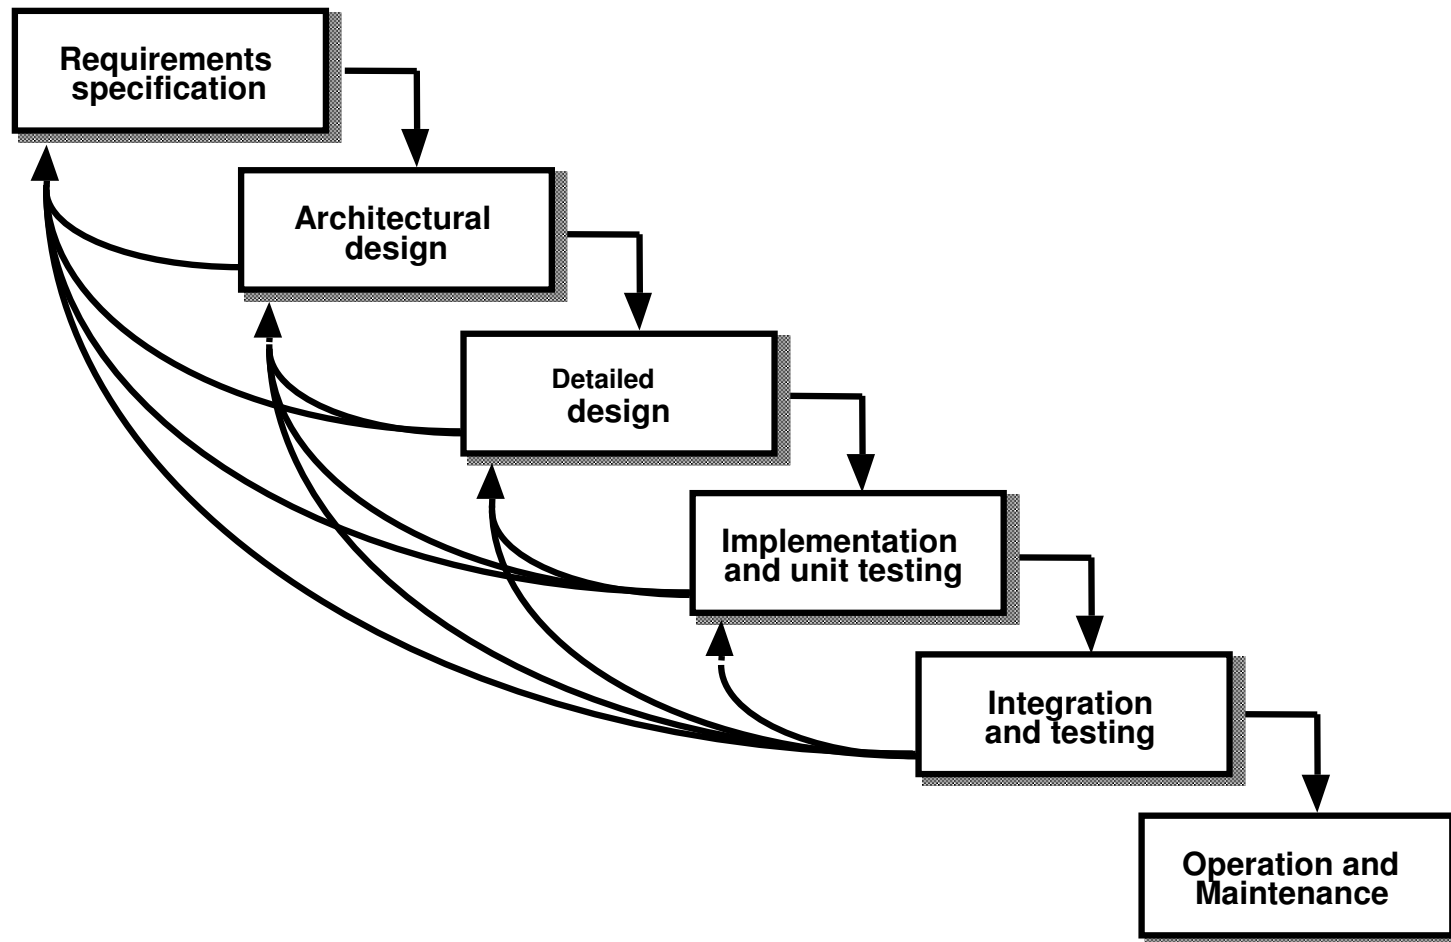 Requirements
specification
Architectural
design
Detailed
design
Implementation
and unit testing
Integration
and testing
Operation and
Maintenance